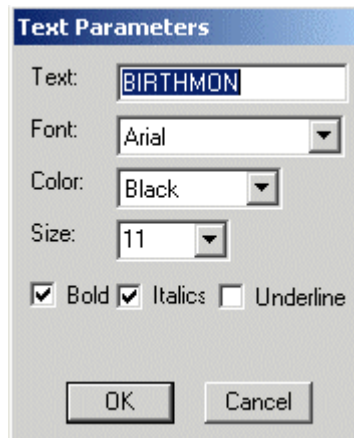 Text Parameters
Text: BIRTHMON
Font: Arial
Color: Black
Size: 11
Bold Italics Underline
OK Cancel